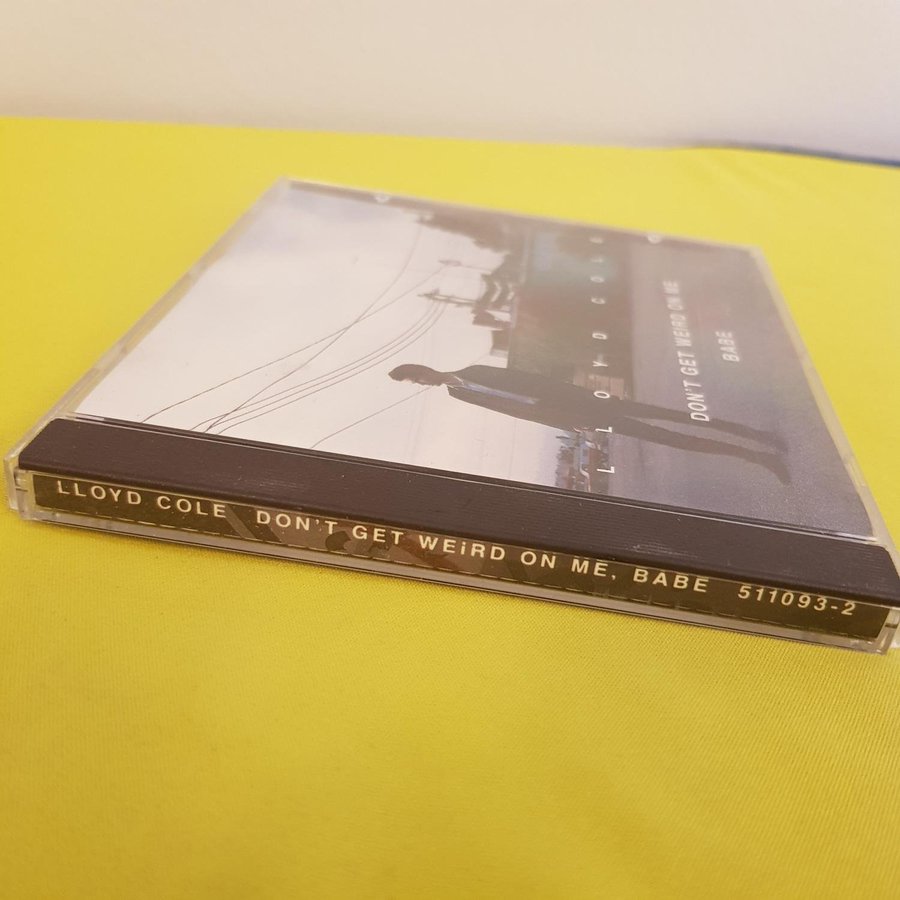 LLOYD COLE
DON'T GET WEIRD ON ME
BABE
LLOYD COLE DON'T GET WEiRD ON ME, BABE 511093-2